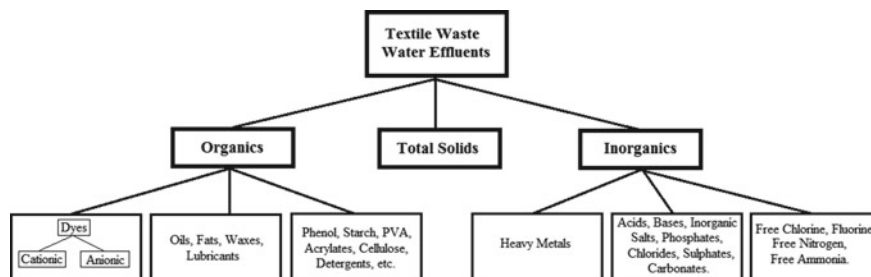 Textile Waste
Water Effluents
Organics
Total Solids
Inorganics
Dyes
Cationic
Anionic
Oils, Fats, Waxes,
Lubricants
Phenol, Starch, PVA,
Acrylates, Cellulose,
Detergents, etc.
Heavy Metals
Acids, Bases, Inorganic
Salts, Phosphates,
Chlorides, Sulphates,
Carbonates.
Free Chlorine, Fluorine
Free Nitrogen,
Free Ammonia.